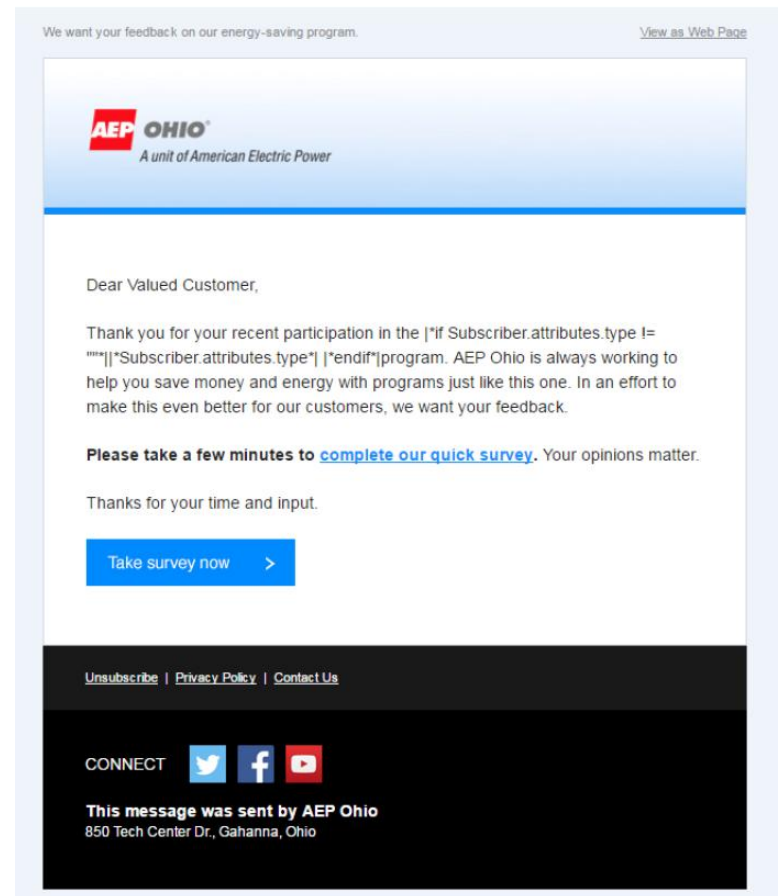 We want your feedback on our energy-saving program.
View as Web Page
AEP OHIO®
A unit of American Electric Power
Dear Valued Customer,
Thank you for your recent participation in the |*if Subscriber.attributes.type !=
""*||*Subscriber.attributes.type*| |*endif*|program. AEP Ohio is always working to
help you save money and energy with programs just like this one. In an effort to
make this even better for our customers, we want your feedback.
Please take a few minutes to complete our quick survey. Your opinions matter.
Thanks for your time and input.
Take survey now >
Unsubscribe | Privacy Policy | Contact Us
CONNECT
This message was sent by AEP Ohio
850 Tech Center Dr., Gahanna, Ohio